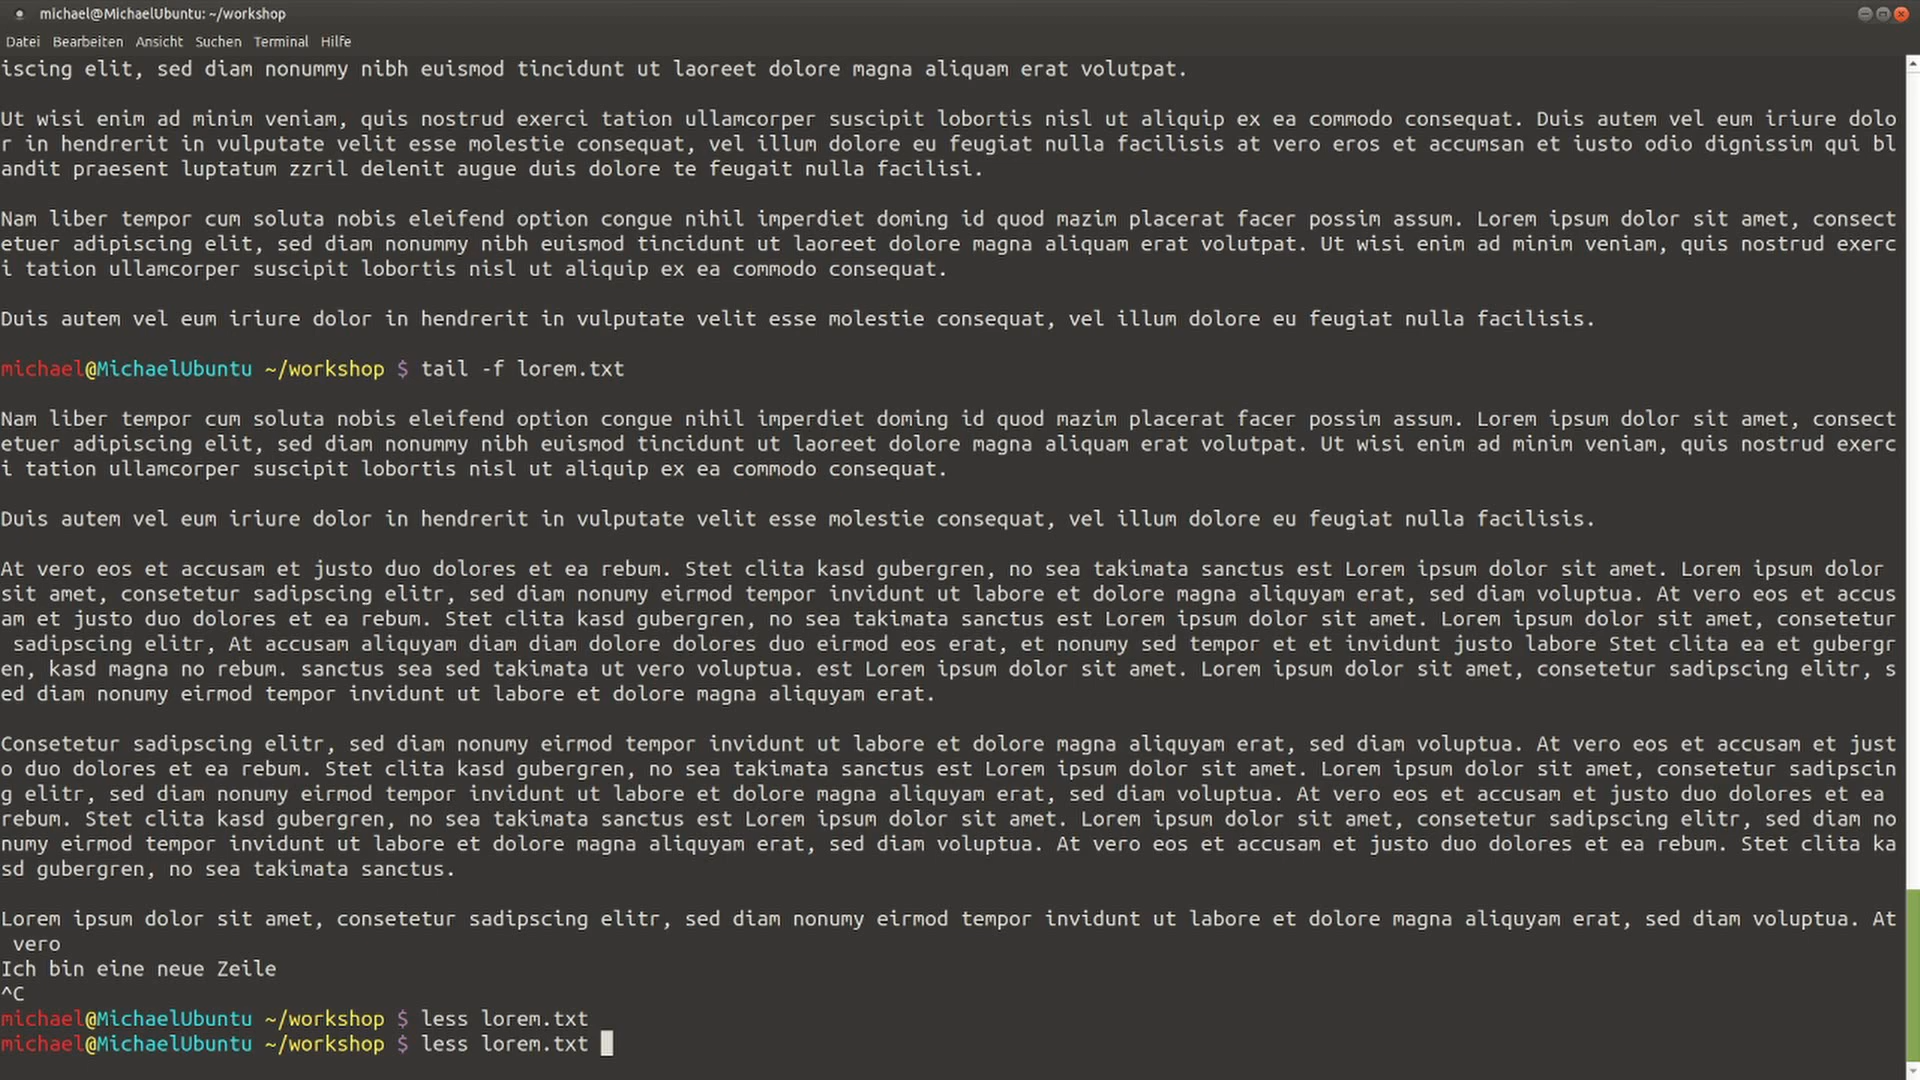 michael@MichaelUbuntu: ~/workshop
Datei Bearbeiten Ansicht Suchen Terminal Hilfe
iscing elit, sed diam nonummy nibh euismod tincidunt ut laoreet dolore magna aliquam erat volutpat.
Ut wisi enim ad minim veniam, quis nostrud exerci tation ullamcorper suscipit lobortis nisl ut aliquip ex ea commodo consequat. Duis autem vel eum iriure dolo
r in hendrerit in vulputate velit esse molestie consequat, vel illum dolore eu feugiat nulla facilisis at vero eros et accumsan et iusto odio dignissim qui bl
andit praesent luptatum zzril delenit augue duis dolore te feugait nulla facilisi.
Nam liber tempor cum soluta nobis eleifend option congue nihil imperdiet doming id quod mazim placerat facer possim assum. Lorem ipsum dolor sit amet, consect
etuer adipiscing elit, sed diam nonummy nibh euismod tincidunt ut laoreet dolore magna aliquam erat volutpat. Ut wisi enim ad minim veniam, quis nostrud exerc
i tation ullamcorper suscipit lobortis nisl ut aliquip ex ea commodo consequat.
Duis autem vel eum iriure dolor in hendrerit in vulputate velit esse molestie consequat, vel illum dolore eu feugiat nulla facilisis.
michael@MichaelUbuntu ~/workshop $ tail -f lorem.txt
Nam liber tempor cum soluta nobis eleifend option congue nihil imperdiet doming id quod mazim placerat facer possim assum. Lorem ipsum dolor sit amet, consect
etuer adipiscing elit, sed diam nonummy nibh euismod tincidunt ut laoreet dolore magna aliquam erat volutpat. Ut wisi enim ad minim veniam, quis nostrud exerc
i tation ullamcorper suscipit lobortis nisl ut aliquip ex ea commodo consequat.
Duis autem vel eum iriure dolor in hendrerit in vulputate velit esse molestie consequat, vel illum dolore eu feugiat nulla facilisis.
At vero eos et accusam et justo duo dolores et ea rebum. Stet clita kasd gubergren, no sea takimata sanctus est Lorem ipsum dolor sit amet. Lorem ipsum dolor
sit amet, consetetur sadipscing elitr, sed diam nonumy eirmod tempor invidunt ut labore et dolore magna aliquyam erat, sed diam voluptua. At vero eos et accus
am et justo duo dolores et ea rebum. Stet clita kasd gubergren, no sea takimata sanctus est Lorem ipsum dolor sit amet. Lorem ipsum dolor sit amet, consetetur
sadipscing elitr, At accusam aliquyam diam diam dolore dolores duo eirmod eos erat, et nonumy sed tempor et et invidunt justo labore Stet clita ea et gubergr
en, kasd magna no rebum. sanctus sea sed takimata ut vero voluptua. est Lorem ipsum dolor sit amet. Lorem ipsum dolor sit amet, consetetur sadipscing elitr, s
ed diam nonumy eirmod tempor invidunt ut labore et dolore magna aliquyam erat.
Consetetur sadipscing elitr, sed diam nonumy eirmod tempor invidunt ut labore et dolore magna aliquyam erat, sed diam voluptua. At vero eos et accusam et just
o duo dolores et ea rebum. Stet clita kasd gubergren, no sea takimata sanctus est Lorem ipsum dolor sit amet. Lorem ipsum dolor sit amet, consetetur sadipscin
g elitr, sed diam nonumy eirmod tempor invidunt ut labore et dolore magna aliquyam erat, sed diam voluptua. At vero eos et accusam et justo duo dolores et ea
rebum. Stet clita kasd gubergren, no sea takimata sanctus est Lorem ipsum dolor sit amet. Lorem ipsum dolor sit amet, consetetur sadipscing elitr, sed diam no
numy eirmod tempor invidunt ut labore et dolore magna aliquyam erat, sed diam voluptua. At vero eos et accusam et justo duo dolores et ea rebum. Stet clita ka
sd gubergren, no sea takimata sanctus.
Lorem ipsum dolor sit amet, consetetur sadipscing elitr, sed diam nonumy eirmod tempor invidunt ut labore et dolore magna aliquyam erat, sed diam voluptua. At
vero
Ich bin eine neue Zeile
^C
michael@MichaelUbuntu ~/workshop $ less lorem.txt
michael@MichaelUbuntu ~/workshop $ less lorem.txt